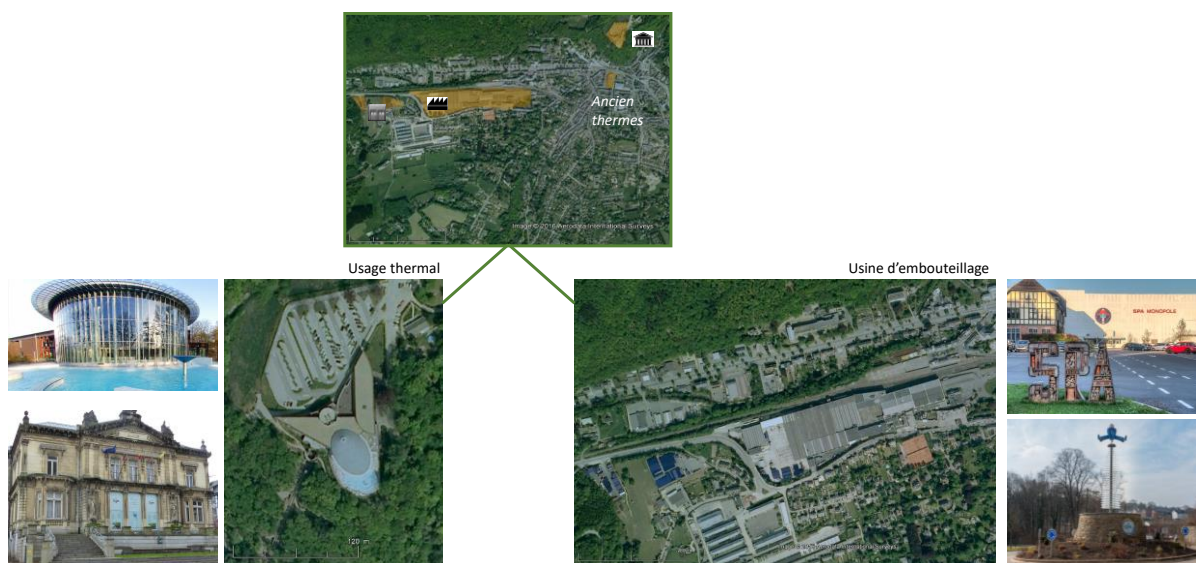 Ancien
thermes
Image © 2016 Aerodata International Surveys
Usage thermal
Usine d'embouteillage
SPA MONOPOLE
SPA
120 m